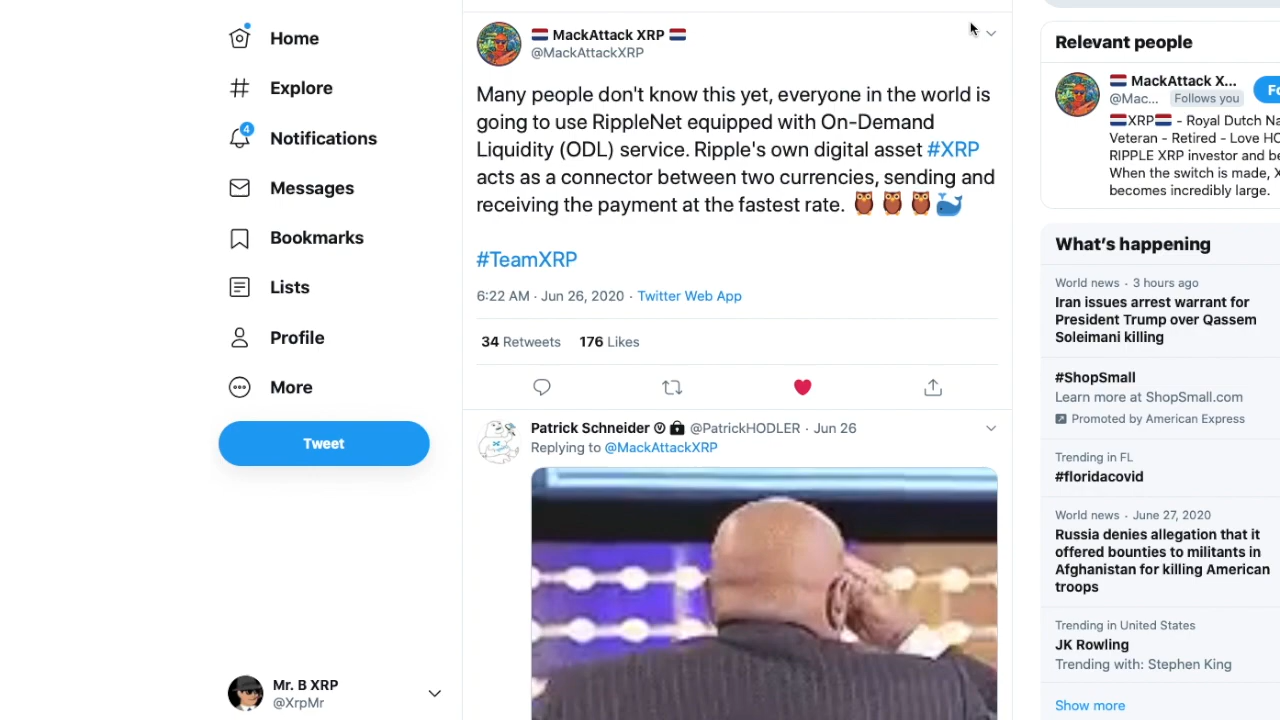 Home
Explore
4
Notifications
Messages
Bookmarks
Lists
Profile
More
Tweet
Mr. B XRP
@XrpMr
MackAttack XRP
@MackAttackXRP
Many people don't know this yet, everyone in the world is
going to use RippleNet equipped with On-Demand
Liquidity (ODL) service. Ripple's own digital asset #XRP
acts as a connector between two currencies, sending and
receiving the payment at the fastest rate. 🦉🦉🦉🐳
#TeamXRP
6:22 AM · Jun 26, 2020 · Twitter Web App
34 Retweets 176 Likes
Patrick Schneider @PatrickHODLER · Jun 26
Replying to @MackAttackXRP
Relevant people
MackAttack X...
@Mac... Follows you
Fo
XRP - Royal Dutch Na
Veteran - Retired - Love HO
RIPPLE XRP investor and be
When the switch is made, X
becomes incredibly large.
What's happening
World news · 3 hours ago
Iran issues arrest warrant for
President Trump over Qassem
Soleimani killing
#ShopSmall
Learn more at ShopSmall.com
Promoted by American Express
Trending in FL
#floridacovid
World news · June 27, 2020
Russia denies allegation that it
offered bounties to militants in
Afghanistan for killing American
troops
Trending in United States
JK Rowling
Trending with: Stephen King
Show more